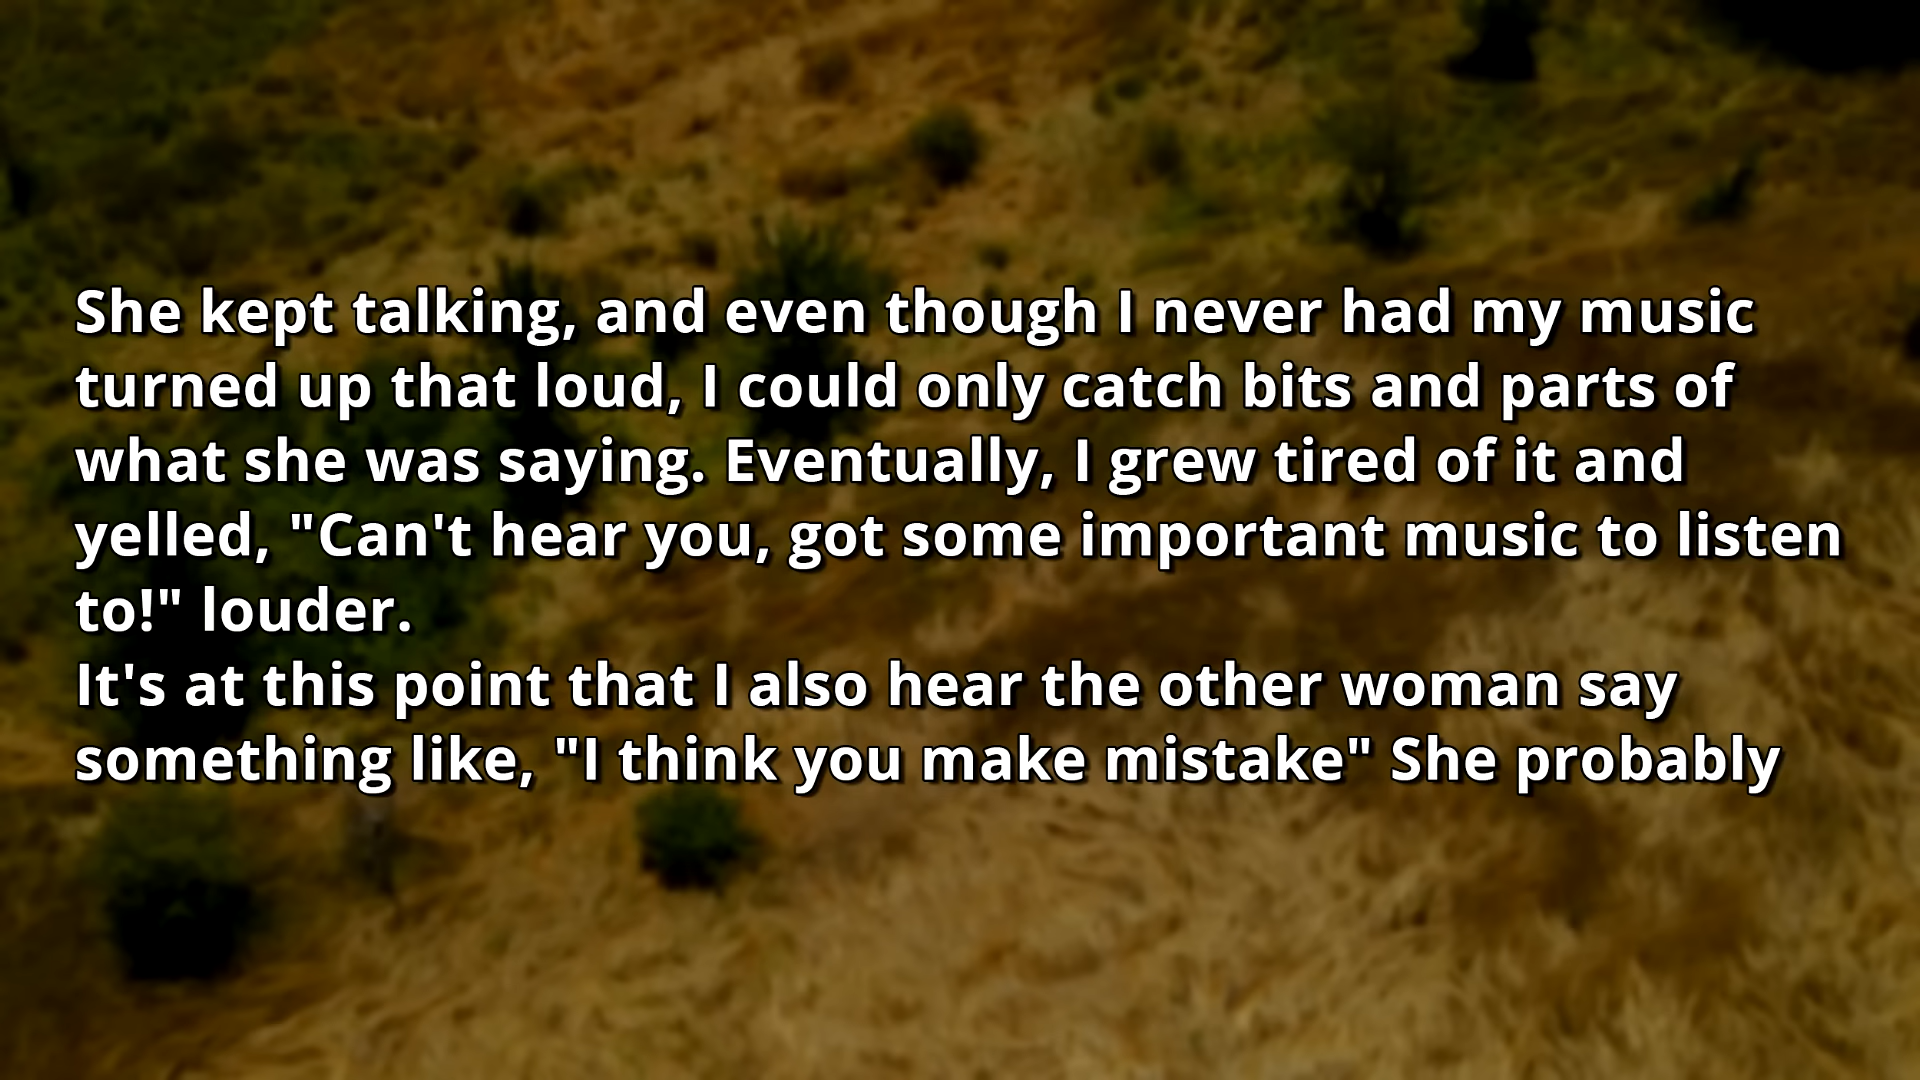 She kept talking, and even though I never had my music
turned up that loud, I could only catch bits and parts of
what she was saying. Eventually, I grew tired of it and
yelled, "Can't hear you, got some important music to listen
to!" louder.
It's at this point that I also hear the other woman say
something like, "I think you make mistake" She probably